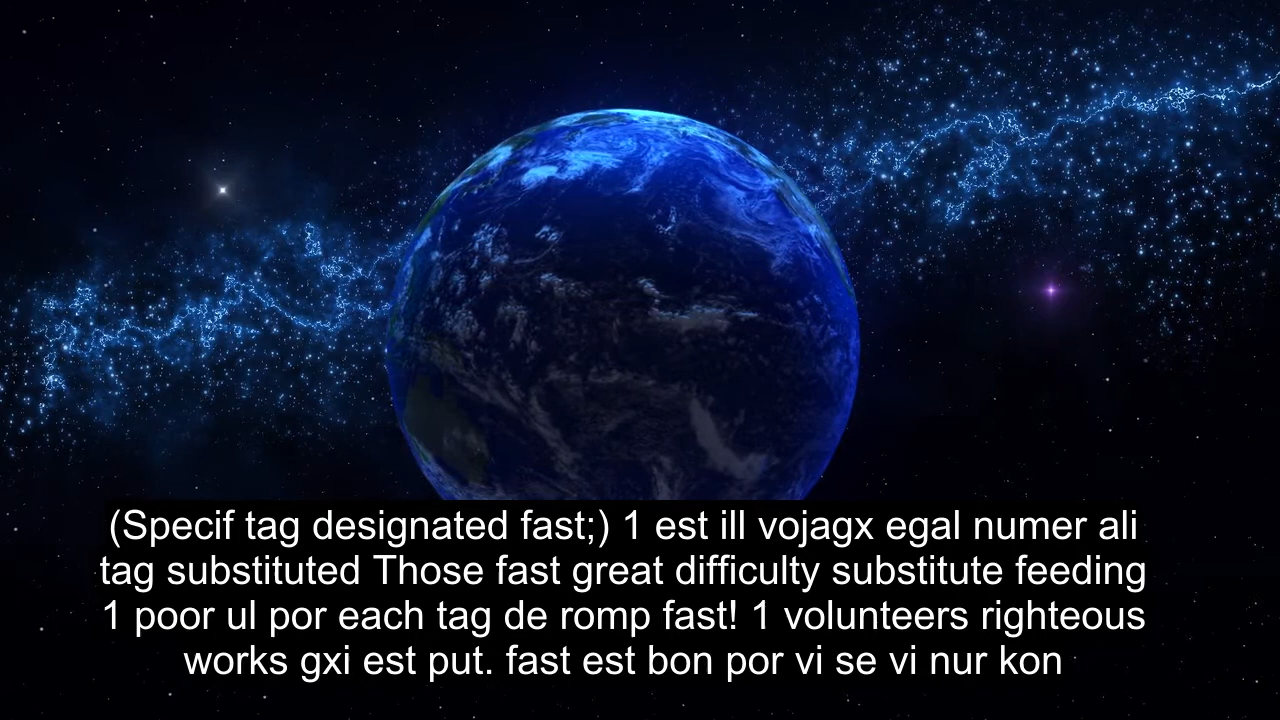 (Specif tag designated fast;) 1 est ill vojagx egal numer ali
tag substituted Those fast great difficulty substitute feeding
1 poor ul por each tag de romp fast! 1 volunteers righteous
works gxi est put. fast est bon por vi se vi nur kon